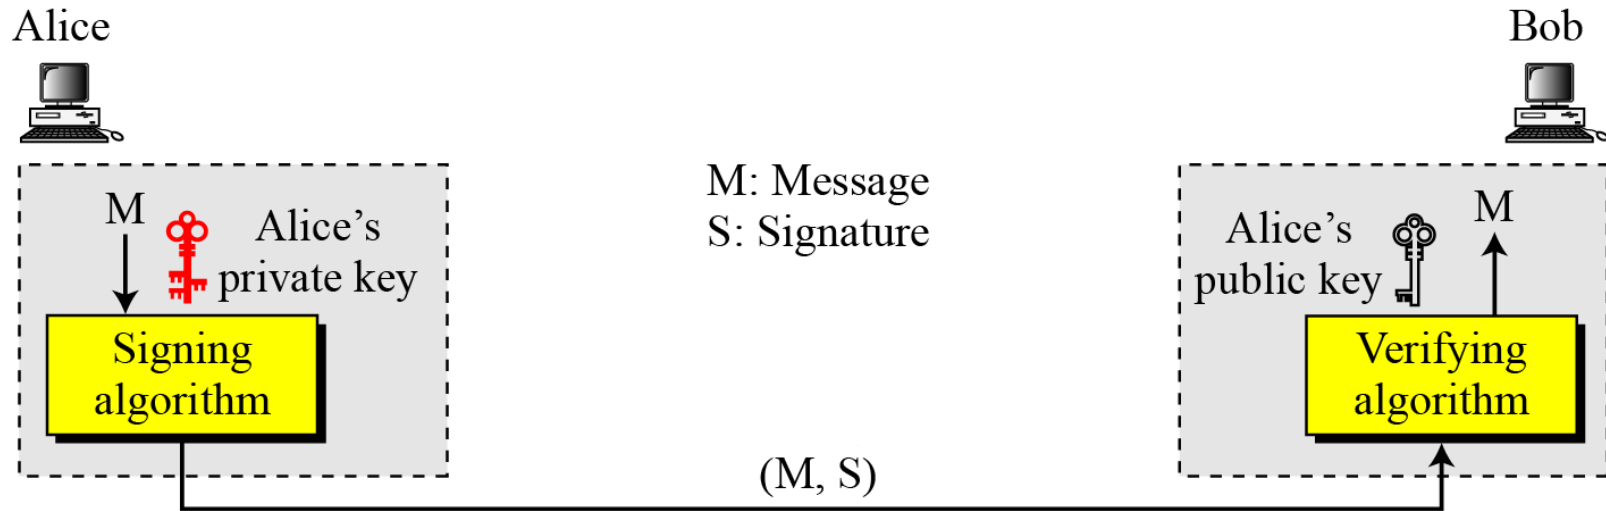 Alice
Bob
M: Message
S: Signature
M
Alice’s
private key
Signing
algorithm
Alice’s
public key
M
Verifying
algorithm
(M, S)